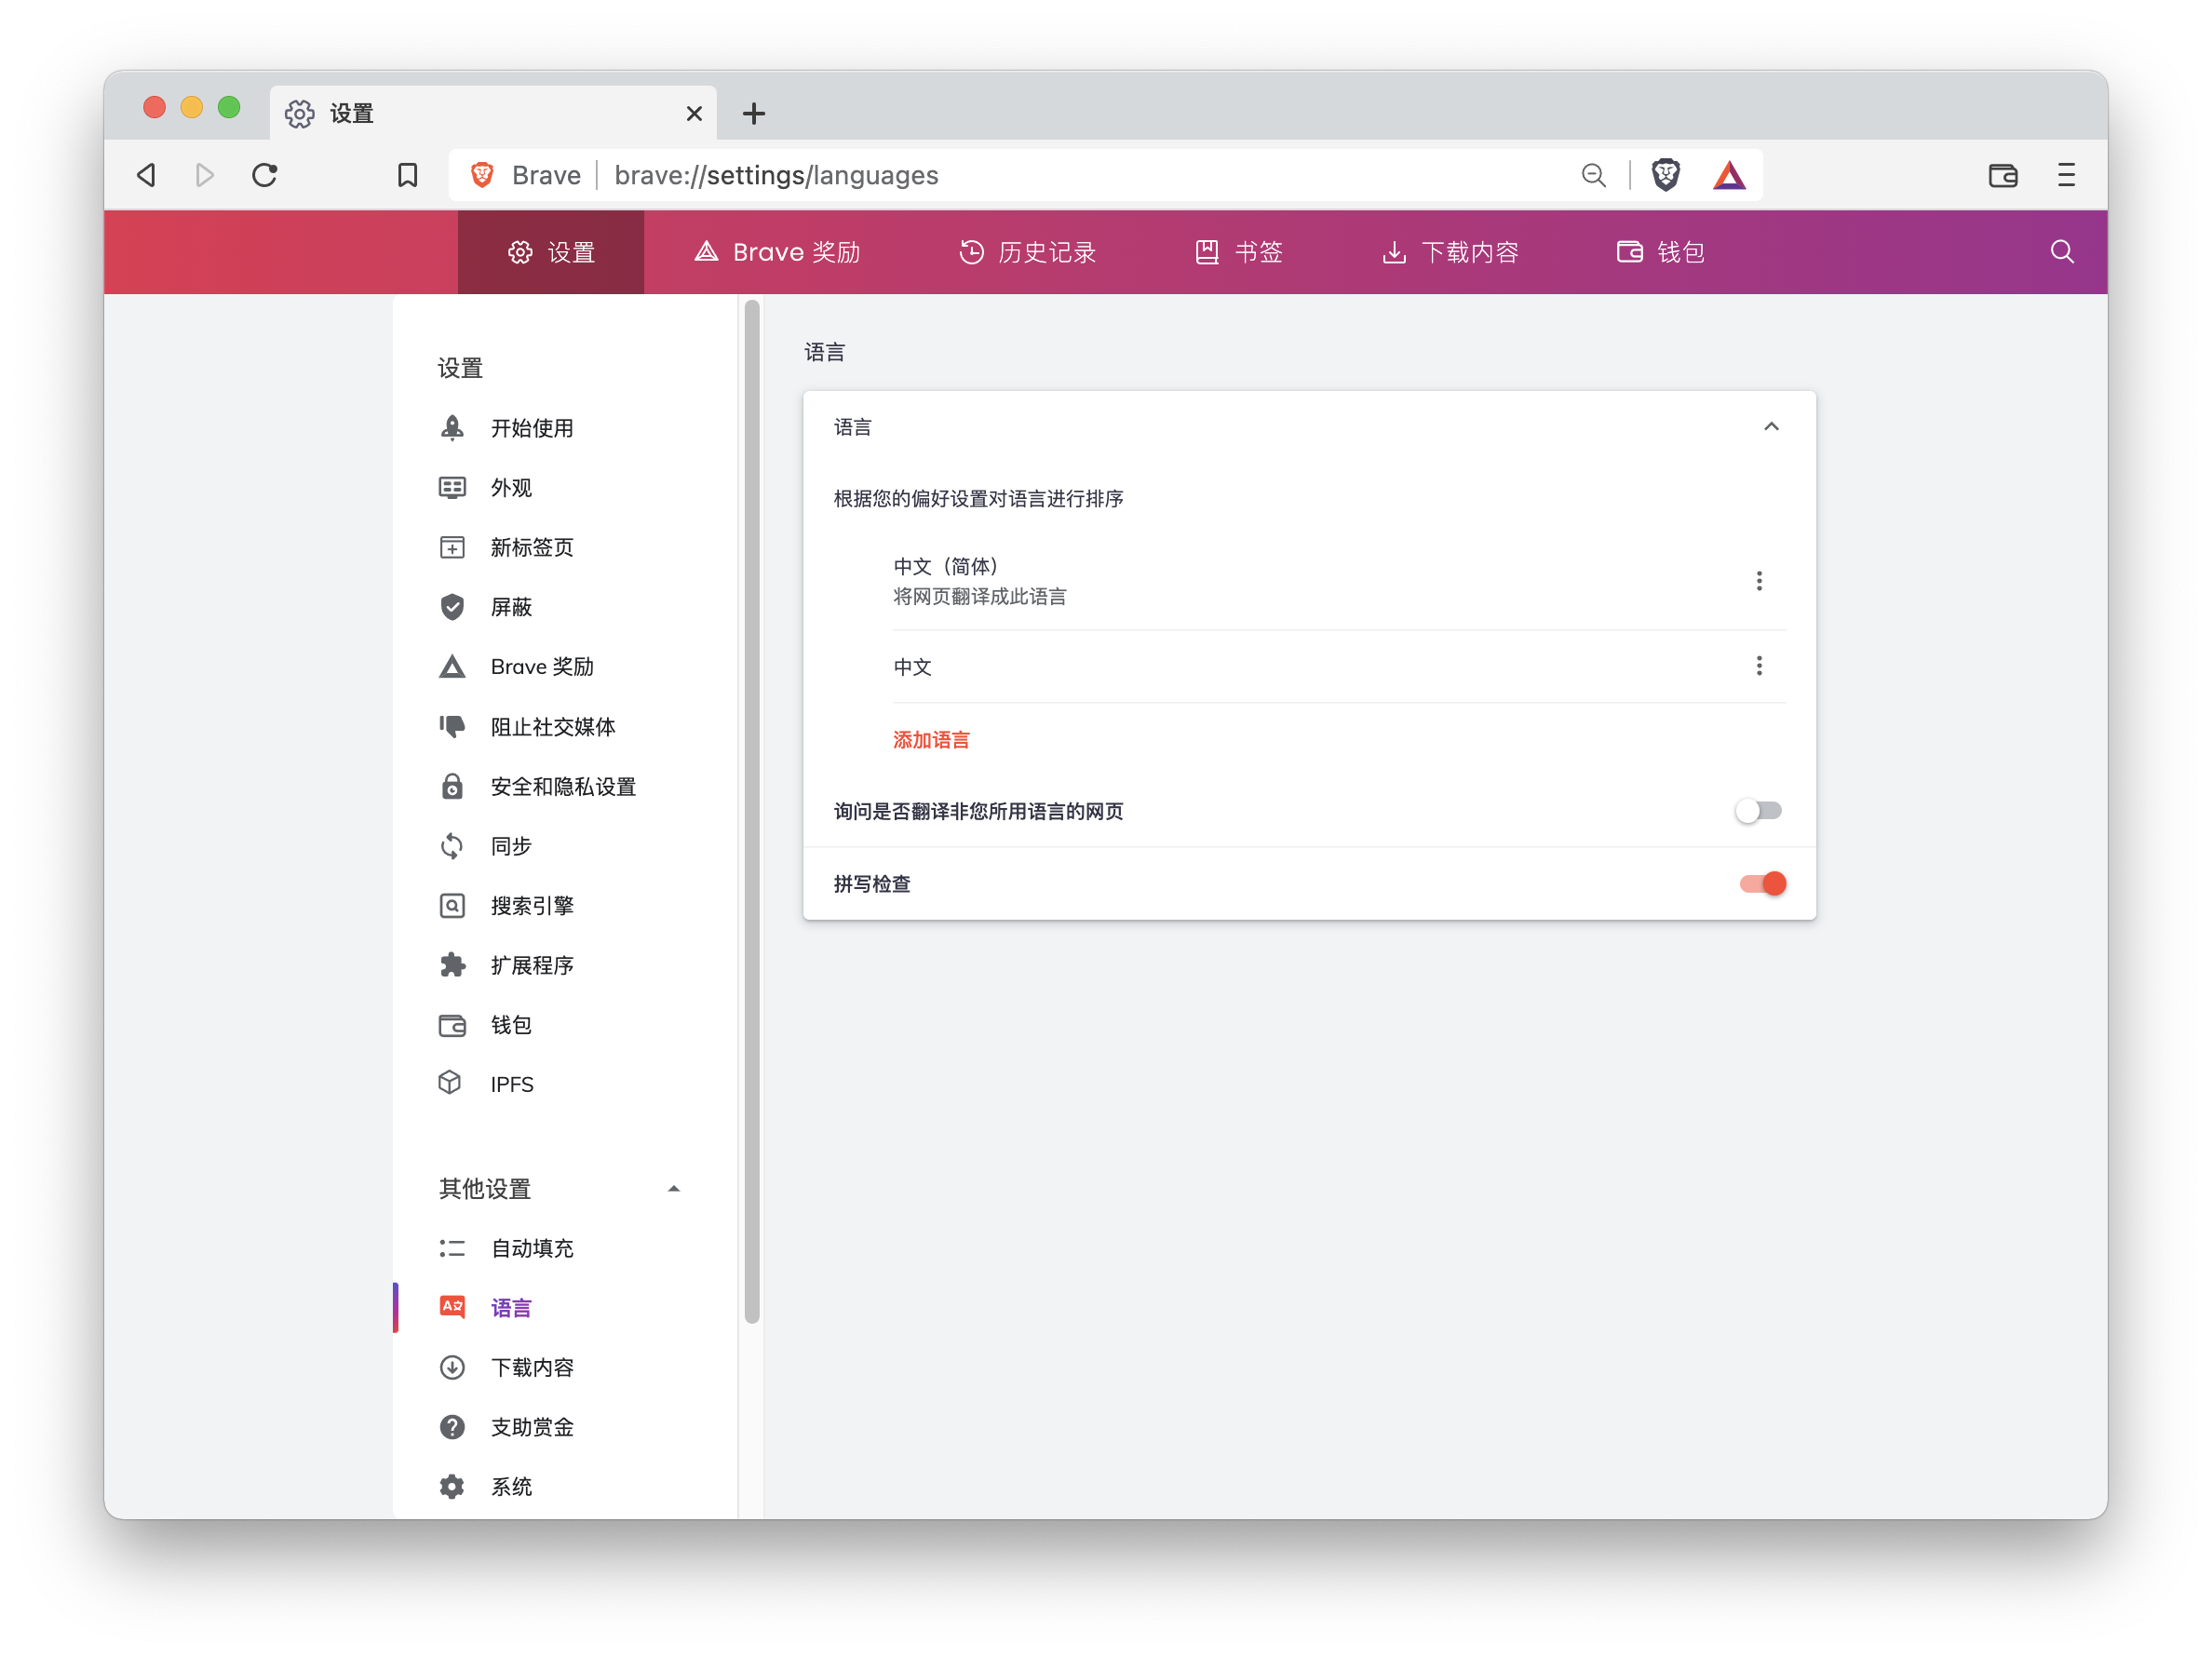 设置
Brave
brave://settings/languages
设置
Brave 奖励
历史记录
书签
下载内容
钱包
设置
开始使用
外观
新标签页
屏蔽
Brave 奖励
阻止社交媒体
安全和隐私设置
同步
搜索引擎
扩展程序
钱包
IPFS
其他设置
自动填充
语言
下载内容
支助赏金
系统
语言
语言
根据您的偏好设置对语言进行排序
中文（简体）
将网页翻译成此语言
中文
添加语言
询问是否翻译非您所用语言的网页
拼写检查